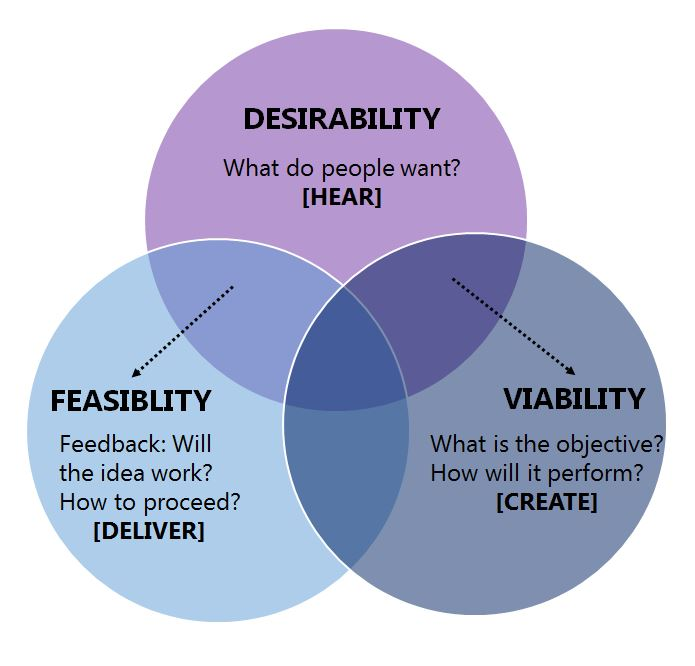 DESIRABILITY
What do people want?
[HEAR]
FEASIBLITY
Feedback: Will
the idea work?
How to proceed?
[DELIVER]
VIABILITY
What is the objective?
How will it perform?
[CREATE]